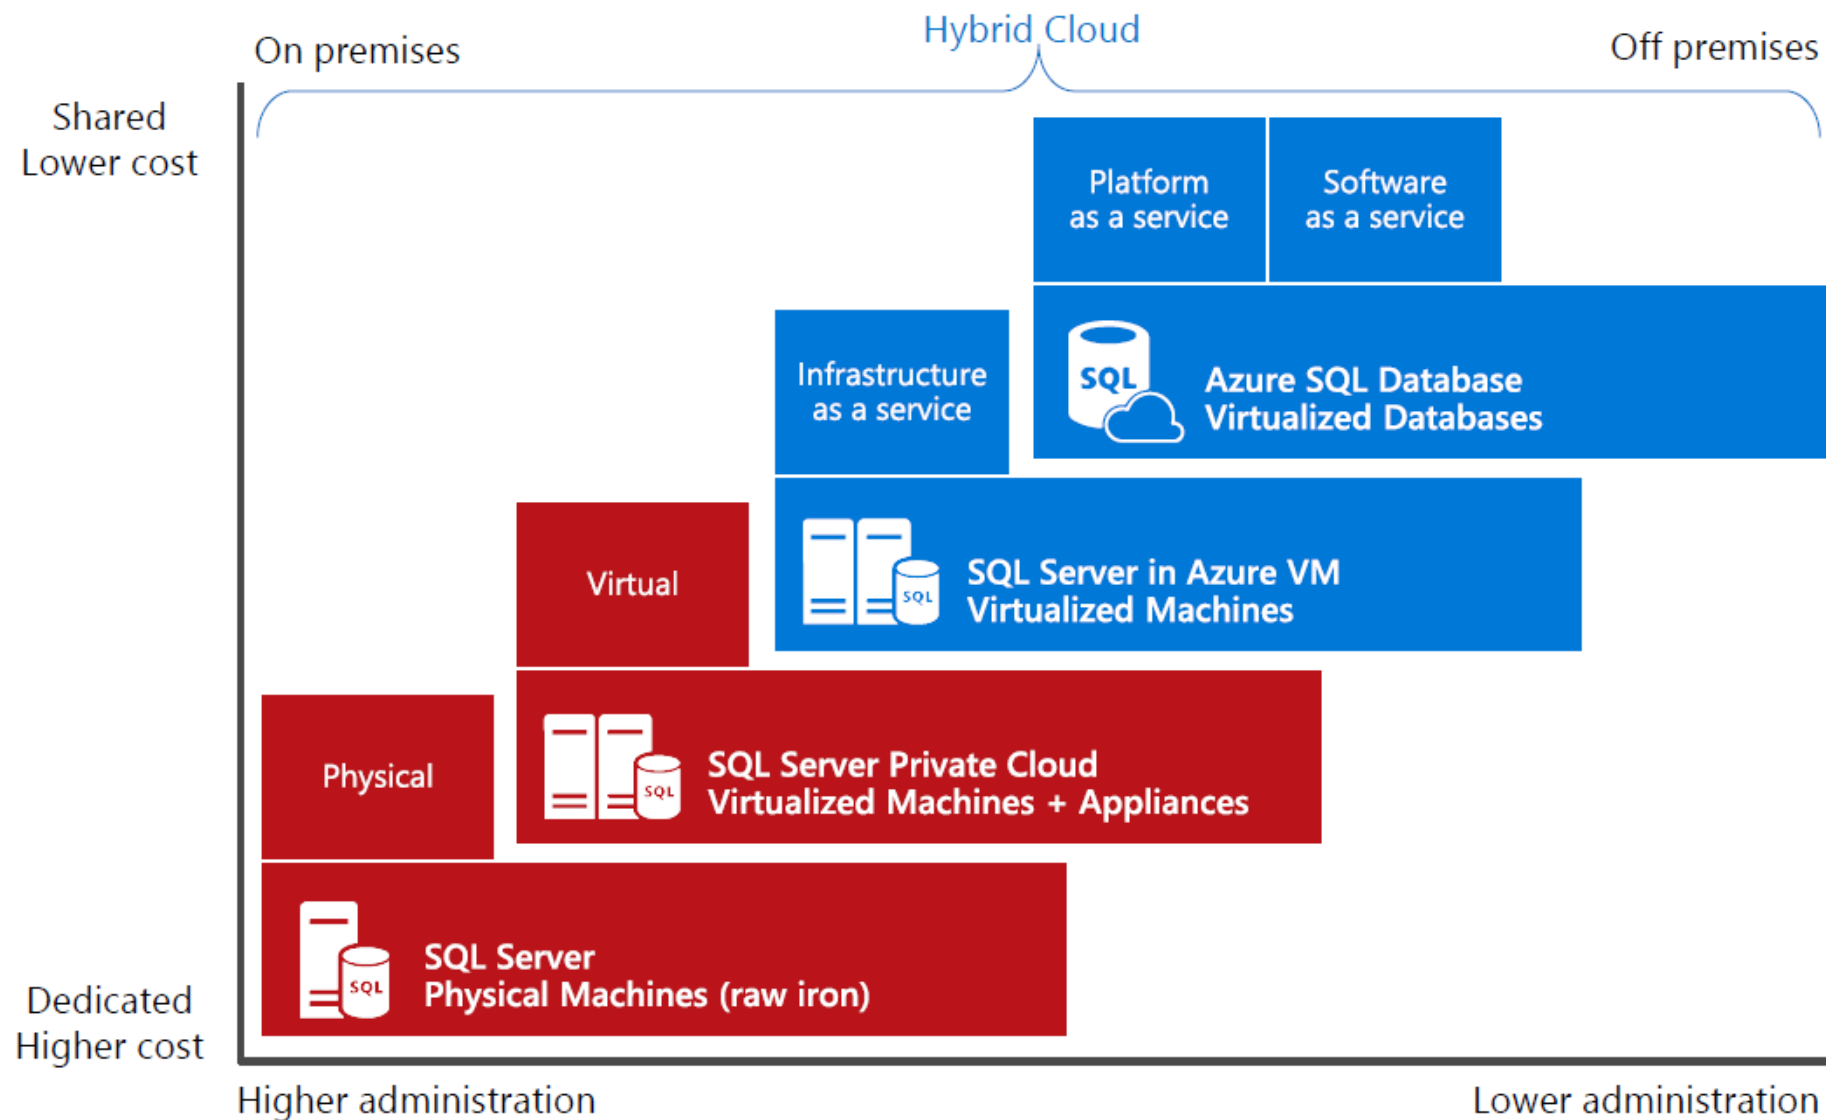 Hybrid Cloud
On premises
Off premises
Shared
Lower cost
Platform
as a service
Software
as a service
Infrastructure
as a service
SQL
Azure SQL Database
Virtualized Databases
Virtual
SQL
SQL Server in Azure VM
Virtualized Machines
Physical
SQL
SQL Server Private Cloud
Virtualized Machines + Appliances
SQL
SQL Server
Physical Machines (raw iron)
Dedicated
Higher cost
Higher administration
Lower administration